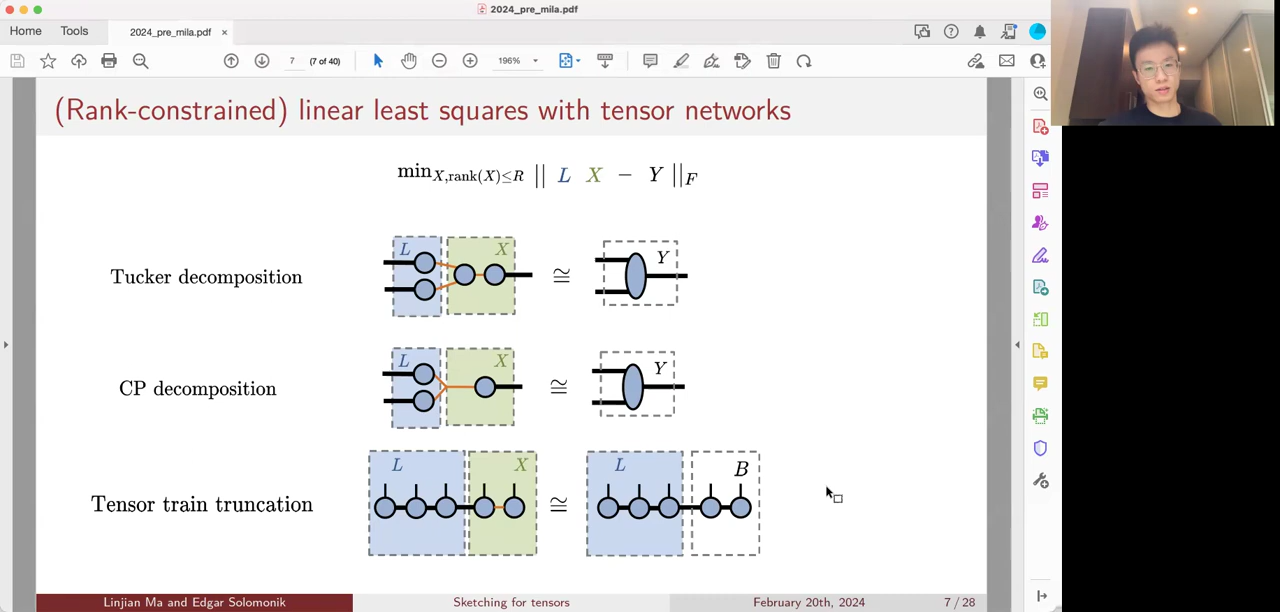 2024_pre_mila.pdf
Home Tools 2024_pre_mila.pdf ×
7 (7 of 40) 196%
(Rank-constrained) linear least squares with tensor networks
min_{X,rank(X)≤R} || L X − Y ||_F
L X Y
Tucker decomposition ≅
L X Y
CP decomposition ≅
L X L B
Tensor train truncation ≅
Linjian Ma and Edgar Solomonik Sketching for tensors February 20th, 2024 7 / 28